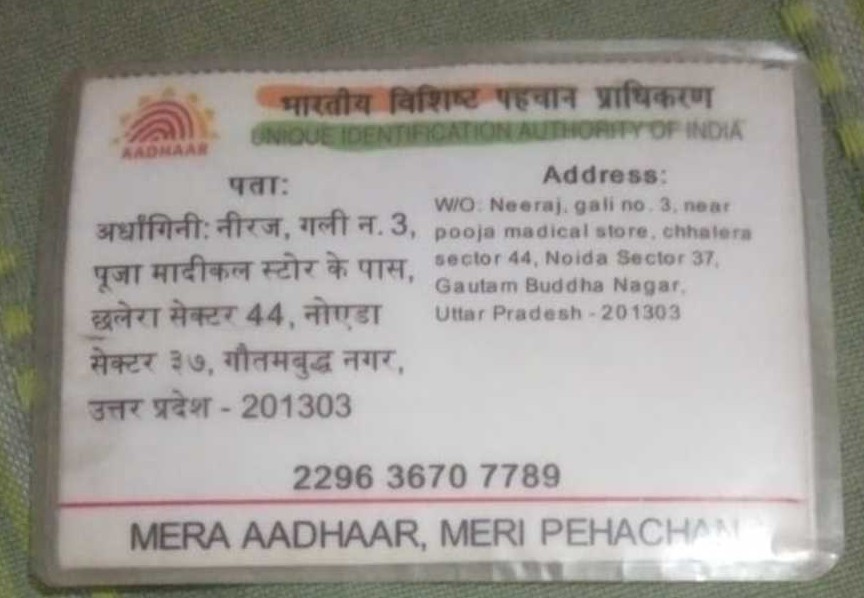 भारतीय विशिष्ट पहचान प्राधिकरण
UNIQUE IDENTIFICATION AUTHORITY OF INDIA
AADHAAR
पता:
अर्धांगिनी: नीरज, गली न. 3,
पूजा मादीकल स्टोर के पास,
छलेरा सेक्टर 44, नोएडा
सेक्टर ३७, गौतमबुद्ध नगर,
उत्तर प्रदेश - 201303
Address:
W/O: Neeraj, gali no. 3, near
pooja madical store, chhalera
sector 44, Noida Sector 37,
Gautam Buddha Nagar,
Uttar Pradesh - 201303
2296 3670 7789
MERA AADHAAR, MERI PEHACHAN